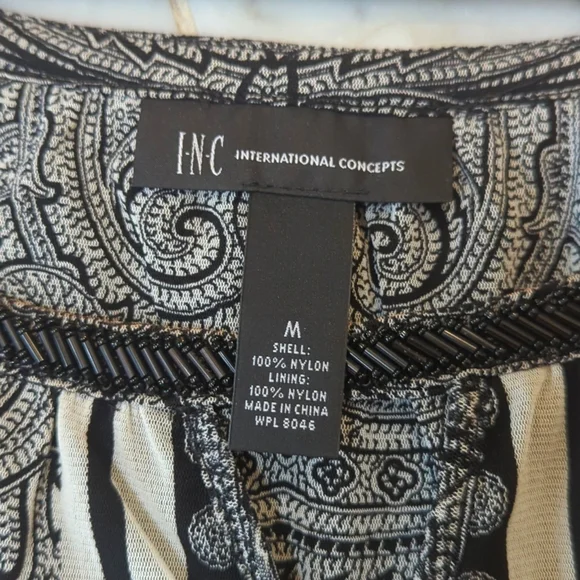 I·N·C INTERNATIONAL CONCEPTS
M
SHELL:
100% NYLON
LINING:
100% NYLON
MADE IN CHINA
WPL 8046